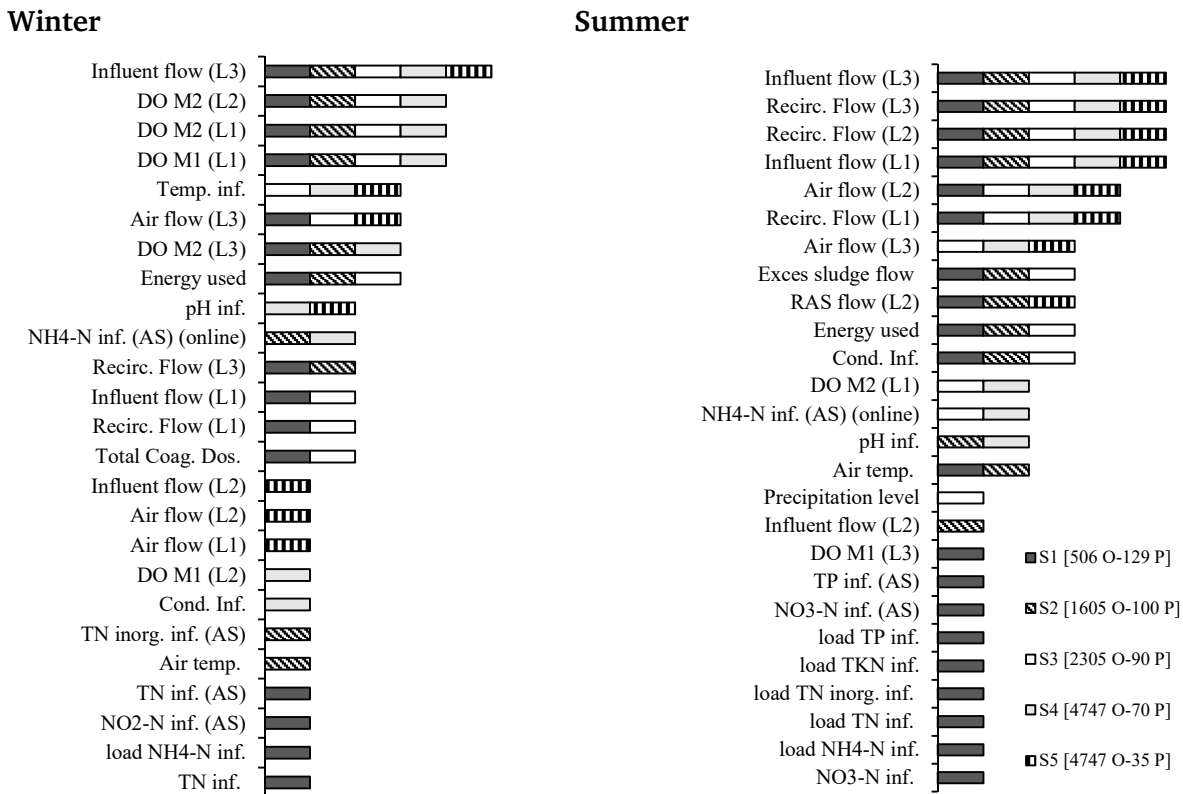 Winter
Influent flow (L3)
DO M2 (L2)
DO M2 (L1)
DO M1 (L1)
Temp. inf.
Air flow (L3)
DO M2 (L3)
Energy used
pH inf.
NH4-N inf. (AS) (online)
Recirc. Flow (L3)
Influent flow (L1)
Recirc. Flow (L1)
Total Coag. Dos.
Influent flow (L2)
Air flow (L2)
Air flow (L1)
DO M1 (L2)
Cond. Inf.
TN inorg. inf. (AS)
Air temp.
TN inf. (AS)
NO2-N inf. (AS)
load NH4-N inf.
TN inf.
Summer
Influent flow (L3)
Recirc. Flow (L3)
Recirc. Flow (L2)
Influent flow (L1)
Air flow (L2)
Recirc. Flow (L1)
Air flow (L3)
Exces sludge flow
RAS flow (L2)
Energy used
Cond. Inf.
DO M2 (L1)
NH4-N inf. (AS) (online)
pH inf.
Air temp.
Precipitation level
Influent flow (L2)
DO M1 (L3)
TP inf. (AS)
NO3-N inf. (AS)
load TP inf.
load TKN inf.
load TN inorg. inf.
load TN inf.
load NH4-N inf.
NO3-N inf.
S1 [506 O-129 P]
S2 [1605 O-100 P]
S3 [2305 O-90 P]
S4 [4747 O-70 P]
S5 [4747 O-35 P]